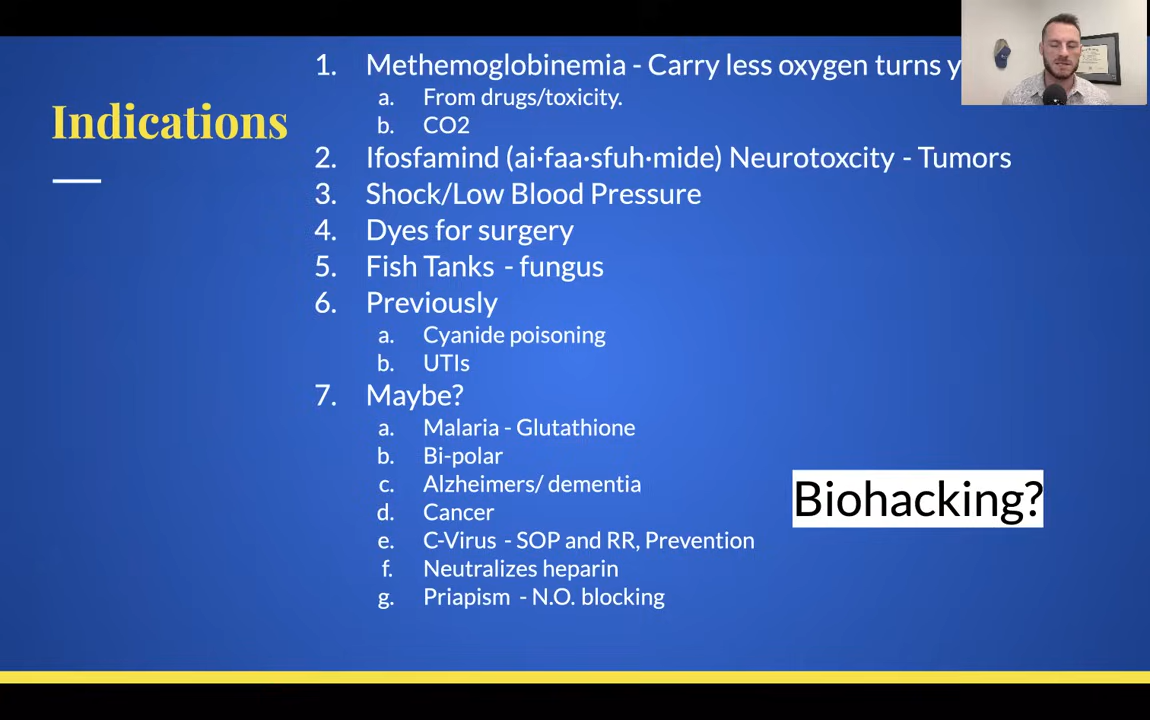 Indications
1. Methemoglobinemia - Carry less oxygen turns
a. From drugs/toxicity.
b. CO2
2. Ifosfamind (ai·faa·sfuh·mide) Neurotoxcity - Tumors
3. Shock/Low Blood Pressure
4. Dyes for surgery
5. Fish Tanks - fungus
6. Previously
a. Cyanide poisoning
b. UTIs
7. Maybe?
a. Malaria - Glutathione
b. Bi-polar
c. Alzheimers/ dementia
d. Cancer
e. C-Virus - SOP and RR, Prevention
f. Neutralizes heparin
g. Priapism - N.O. blocking
Biohacking?